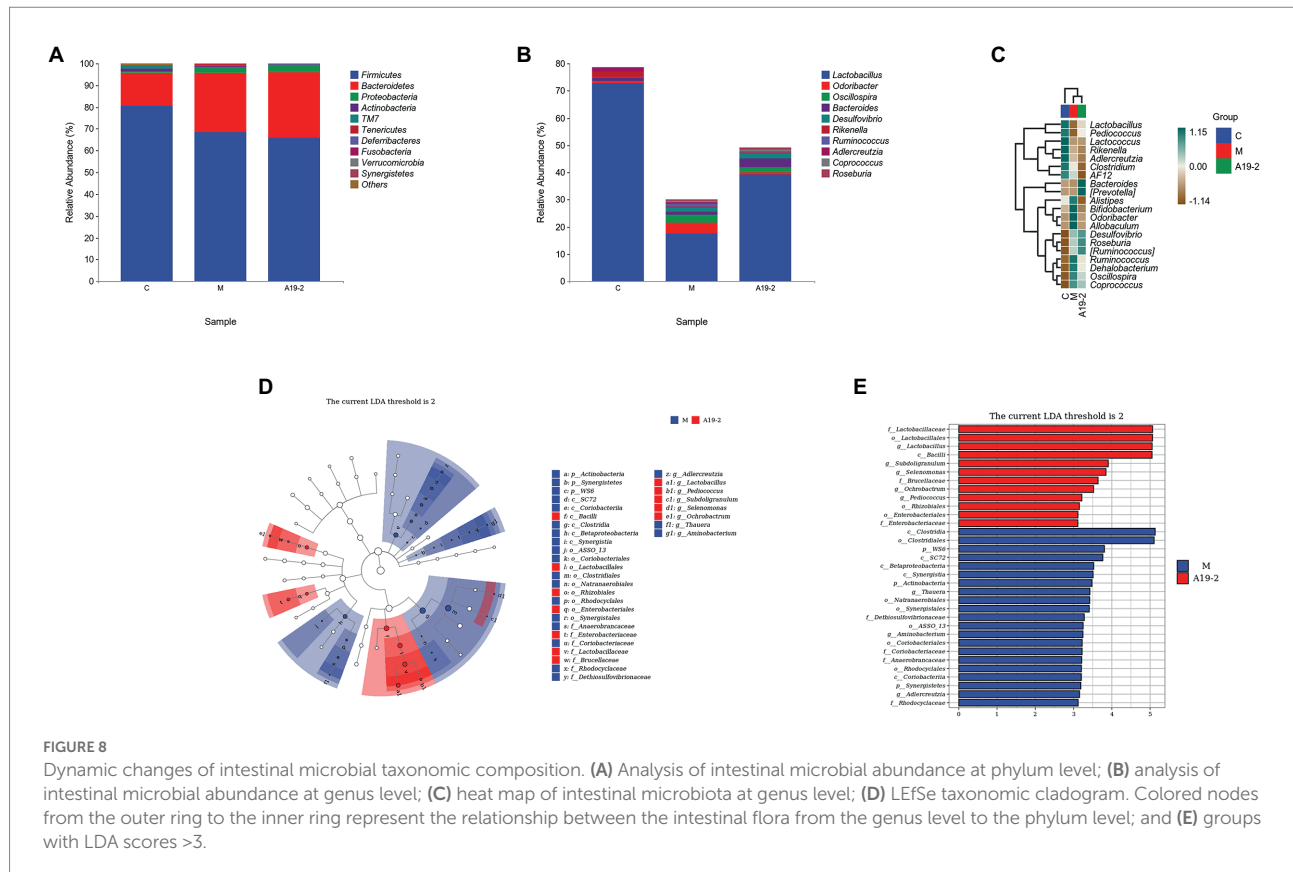 A
100
90
80
70
60
50
40
30
20
10
0
Relative Abundance (%)
C
M
A19-2
Sample
Firmicutes
Bacteroidetes
Proteobacteria
Actinobacteria
TM7
Tenericutes
Deferribacteres
Fusobacteria
Verrucomicrobia
Synergistetes
Others
B
80
70
60
50
40
30
20
10
0
Relative Abundance (%)
C
M
A19-2
Sample
Lactobacillus
Odoribacter
Oscillospira
Bacteroides
Desulfovibrio
Rikenella
Ruminococcus
Adlercreutzia
Coprococcus
Roseburia
C
Lactobacillus
Pediococcus
Lactococcus
Rikenella
Adlercreutzia
Clostridium
AF12
Bacteroides
[Prevotella]
Alistipes
Bifidobacterium
Odoribacter
Allobaculum
Desulfovibrio
Roseburia
[Ruminococcus]
Ruminococcus
Dehalobacterium
Oscillospira
Coprococcus
C
M
A19-2
1.15
0.00
-1.14
Group
C
M
A19-2
D
The current LDA threshold is 2
M
A19-2
a: p__Actinobacteria
b: p__Synergistetes
c: p__WS6
d: c__SC72
e: c__Coriobacteriia
f: c__Bacilli
g: c__Clostridia
h: c__Betaproteobacteria
i: c__Synergistia
j: o__ASSO_13
k: o__Coriobacteriales
l: o__Lactobacillales
m: o__Clostridiales
n: o__Natranaerobiales
o: o__Rhizobiales
p: o__Rhodocyclales
q: o__Enterobacteriales
r: o__Synergistales
s: f__Anaerobrancaceae
t: f__Enterobacteriaceae
u: f__Coriobacteriaceae
v: f__Lactobacillaceae
w: f__Brucellaceae
x: f__Rhodocyclaceae
y: f__Dethiosulfovibrionaceae
z: g__Adlercreutzia
a1: g__Lactobacillus
b1: g__Pediococcus
c1: g__Subdoligranulum
d1: g__Selenomonas
e1: g__Ochrobactrum
f1: g__Thauera
g1: g__Aminobacterium
E
The current LDA threshold is 2
f__Lactobacillaceae
o__Lactobacillales
g__Lactobacillus
c__Bacilli
g__Subdoligranulum
g__Selenomonas
f__Brucellaceae
g__Ochrobactrum
g__Pediococcus
o__Rhizobiales
o__Enterobacteriales
f__Enterobacteriaceae
c__Clostridia
o__Clostridiales
p__WS6
c__SC72
c__Betaproteobacteria
c__Synergistia
p__Actinobacteria
g__Thauera
o__Natranaerobiales
o__Synergistales
f__Dethiosulfovibrionaceae
o__ASSO_13
g__Aminobacterium
o__Coriobacteriales
f__Coriobacteriaceae
f__Anaerobrancaceae
o__Rhodocyclales
c__Coriobacteriia
p__Synergistetes
g__Adlercreutzia
f__Rhodocyclaceae
0 1 2 3 4 5
M
A19-2
FIGURE 8
Dynamic changes of intestinal microbial taxonomic composition. (A) Analysis of intestinal microbial abundance at phylum level; (B) analysis of
intestinal microbial abundance at genus level; (C) heat map of intestinal microbiota at genus level; (D) LEfSe taxonomic cladogram. Colored nodes
from the outer ring to the inner ring represent the relationship between the intestinal flora from the genus level to the phylum level; and (E) groups
with LDA scores >3.